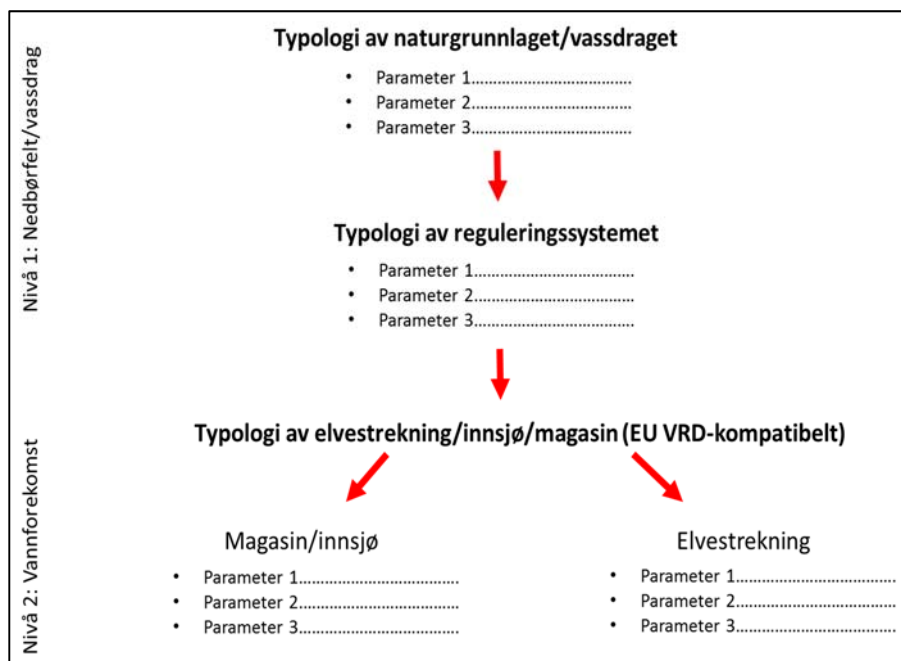 Typologi av naturgrunnlaget/vassdraget
• Parameter 1....................................
• Parameter 2....................................
• Parameter 3....................................
Nivå 1: Nedbørfelt/vassdrag
Typologi av reguleringssystemet
• Parameter 1....................................
• Parameter 2....................................
• Parameter 3....................................
Typologi av elvestrekning/innsjø/magasin (EU VRD-kompatibelt)
Nivå 2: Vannforekomst
Magasin/innsjø
• Parameter 1....................................
• Parameter 2....................................
• Parameter 3....................................
Elvestrekning
• Parameter 1....................................
• Parameter 2....................................
• Parameter 3....................................